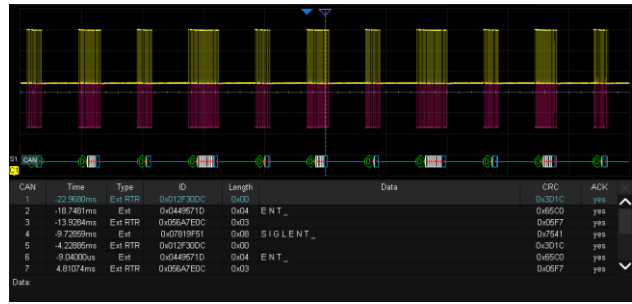 S1 CAN
C1
CAN Time Type ID Length Data CRC ACK
1 -22.9680ms Ext RTR 0x012F30DC 0x00 0x3D1C yes
2 -18.7481ms Ext 0x0449571D 0x04 E N T _ 0x65C0 yes
3 -13.9284ms Ext RTR 0x056A7E0C 0x03 0x05F7 yes
4 -9.72859ms Ext 0x07819F51 0x08 S I G L E N T _ 0x7541 yes
5 -4.22885ms Ext RTR 0x012F30DC 0x00 0x3D1C yes
6 -9.04000us Ext 0x0449571D 0x04 E N T _ 0x65C0 yes
7 4.81074ms Ext RTR 0x056A7E0C 0x03 0x05F7 yes
Data: